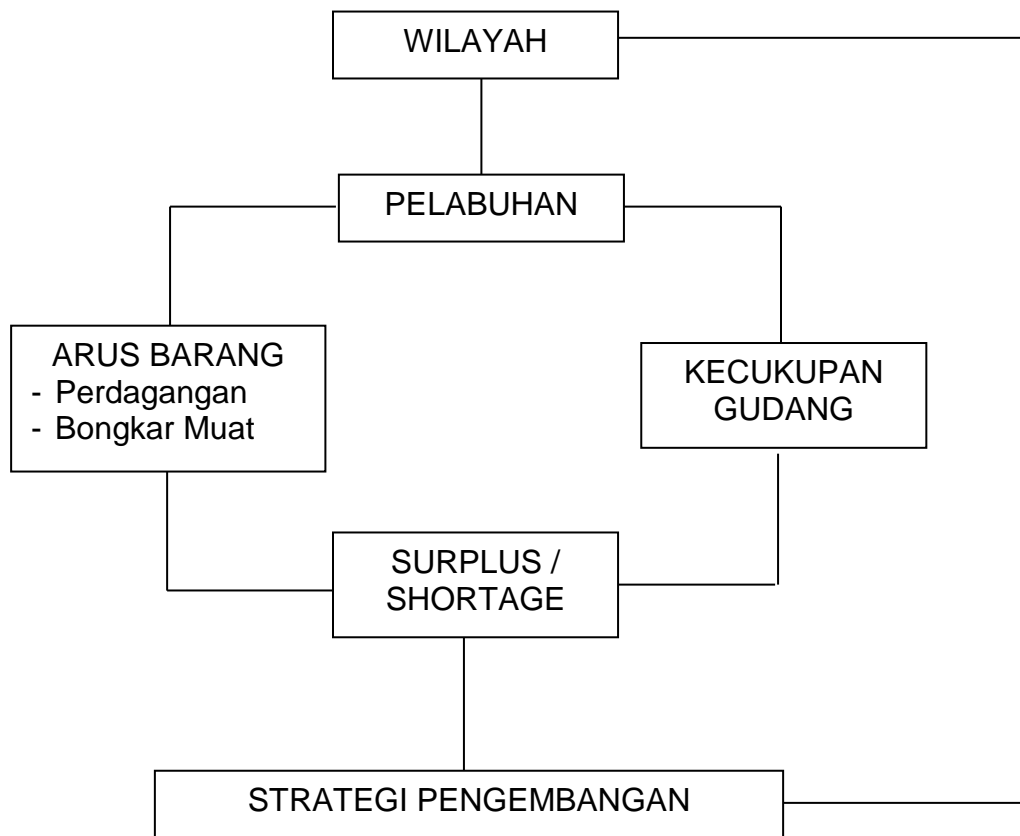 WILAYAH
PELABUHAN
ARUS BARANG
- Perdagangan
- Bongkar Muat
KECUKUPAN
GUDANG
SURPLUS /
SHORTAGE
STRATEGI PENGEMBANGAN